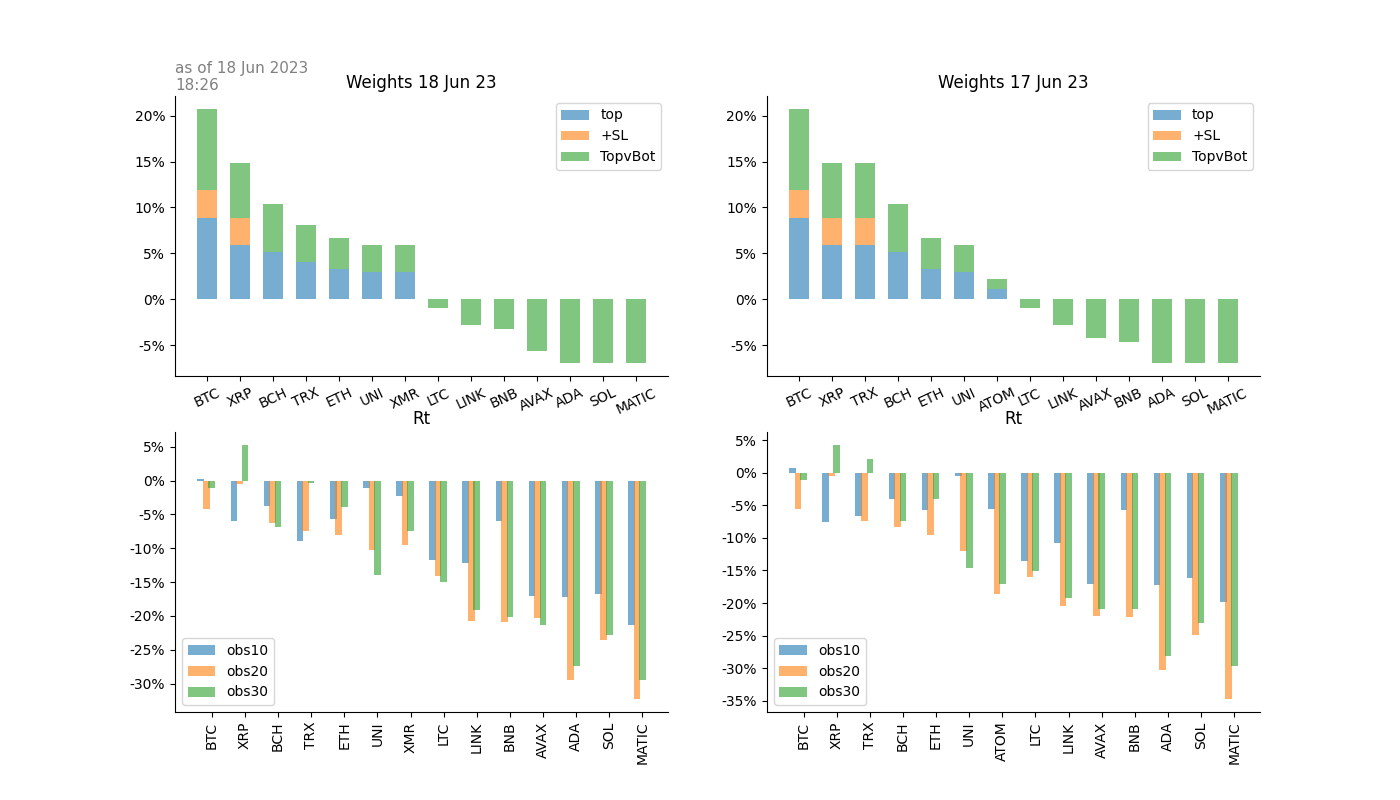 as of 18 Jun 2023
18:26
Weights 18 Jun 23
20%
15%
10%
5%
0%
-5%
top
+SL
TopvBot
BTC XRP BCH TRX ETH UNI XMR LTC LINK BNB AVAX ADA SOL MATIC
Weights 17 Jun 23
20%
15%
10%
5%
0%
-5%
top
+SL
TopvBot
BTC XRP TRX BCH ETH UNI ATOM LTC LINK AVAX BNB ADA SOL MATIC
Rt
5%
0%
-5%
-10%
-15%
-20%
-25%
-30%
obs10
obs20
obs30
BTC XRP BCH TRX ETH UNI XMR LTC LINK BNB AVAX ADA SOL MATIC
Rt
5%
0%
-5%
-10%
-15%
-20%
-25%
-30%
-35%
obs10
obs20
obs30
BTC XRP TRX BCH ETH UNI ATOM LTC LINK AVAX BNB ADA SOL MATIC